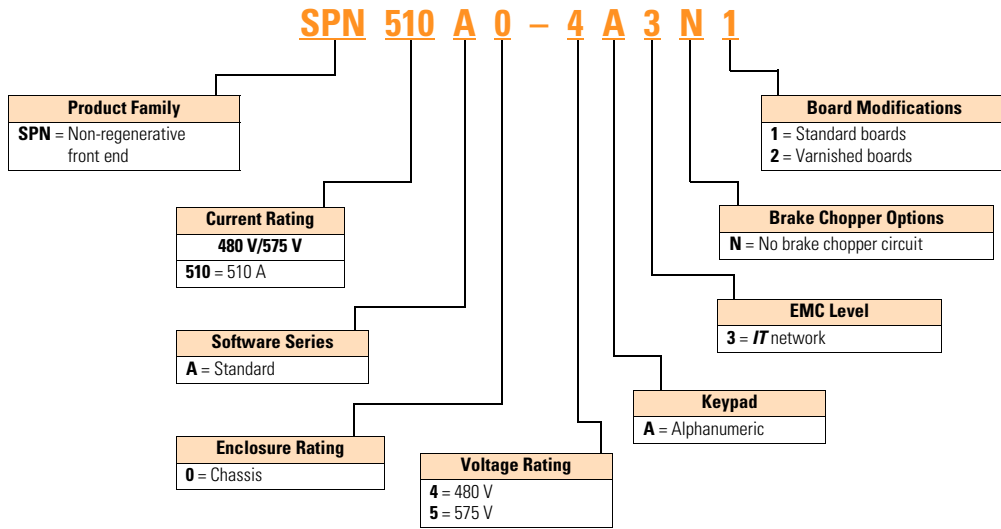 SPN 510 A 0 – 4 A 3 N 1
Product Family
SPN = Non-regenerative
front end
Board Modifications
1 = Standard boards
2 = Varnished boards
Current Rating
480 V/575 V
510 = 510 A
Brake Chopper Options
N = No brake chopper circuit
Software Series
A = Standard
EMC Level
3 = IT network
Enclosure Rating
0 = Chassis
Voltage Rating
4 = 480 V
5 = 575 V
Keypad
A = Alphanumeric